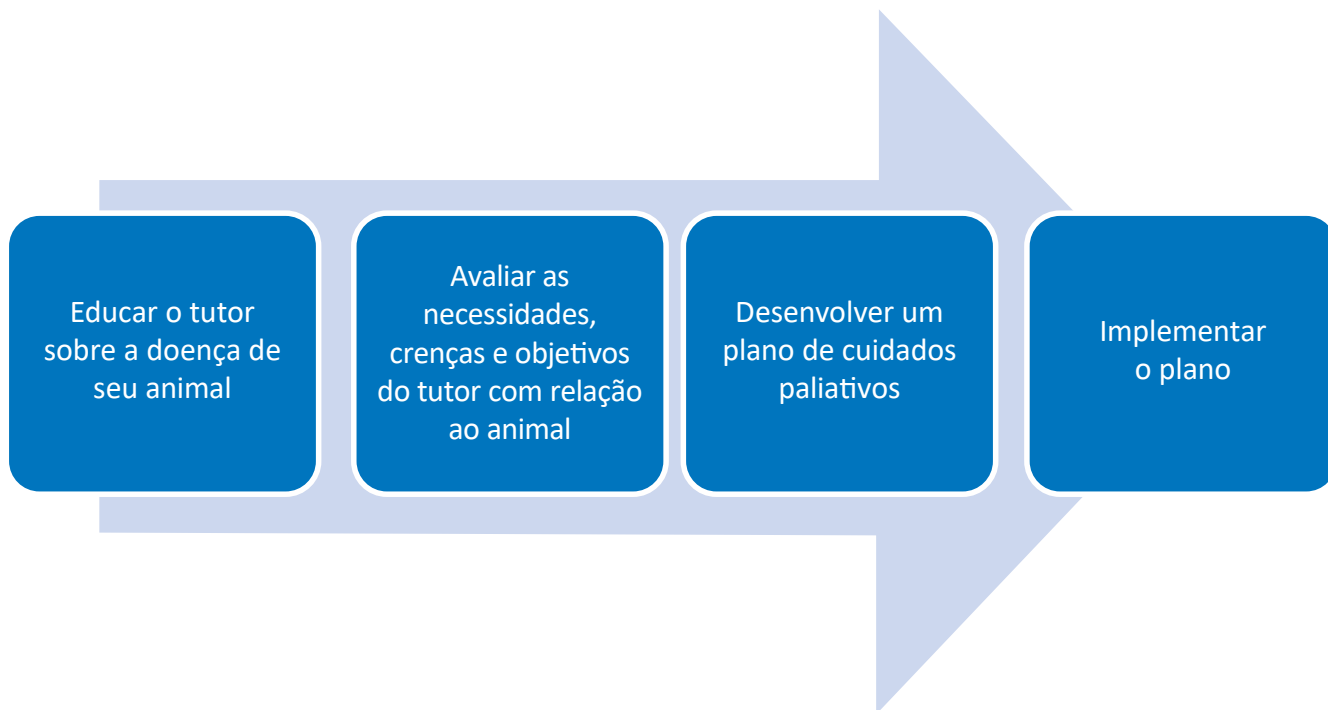 Educar o tutor
sobre a doença de
seu animal
Avaliar as
necessidades,
crenças e objetivos
do tutor com relação
ao animal
Desenvolver um
plano de cuidados
paliativos
Implementar
o plano